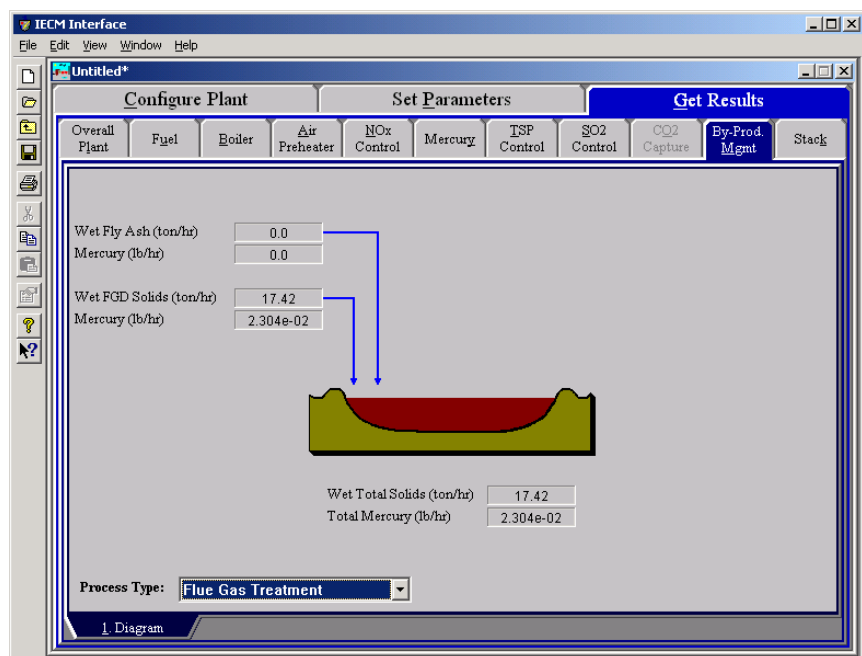 IECM Interface
File Edit View Window Help
Untitled*
Configure Plant Set Parameters Get Results
Overall Plant Fuel Boiler Air Preheater NOx Control Mercury TSP Control SO2 Control CO2 Capture By-Prod. Mgmt Stack
Wet Fly Ash (ton/hr) 0.0
Mercury (lb/hr) 0.0
Wet FGD Solids (ton/hr) 17.42
Mercury (lb/hr) 2.304e-02
Wet Total Solids (ton/hr) 17.42
Total Mercury (lb/hr) 2.304e-02
Process Type: Flue Gas Treatment
1. Diagram